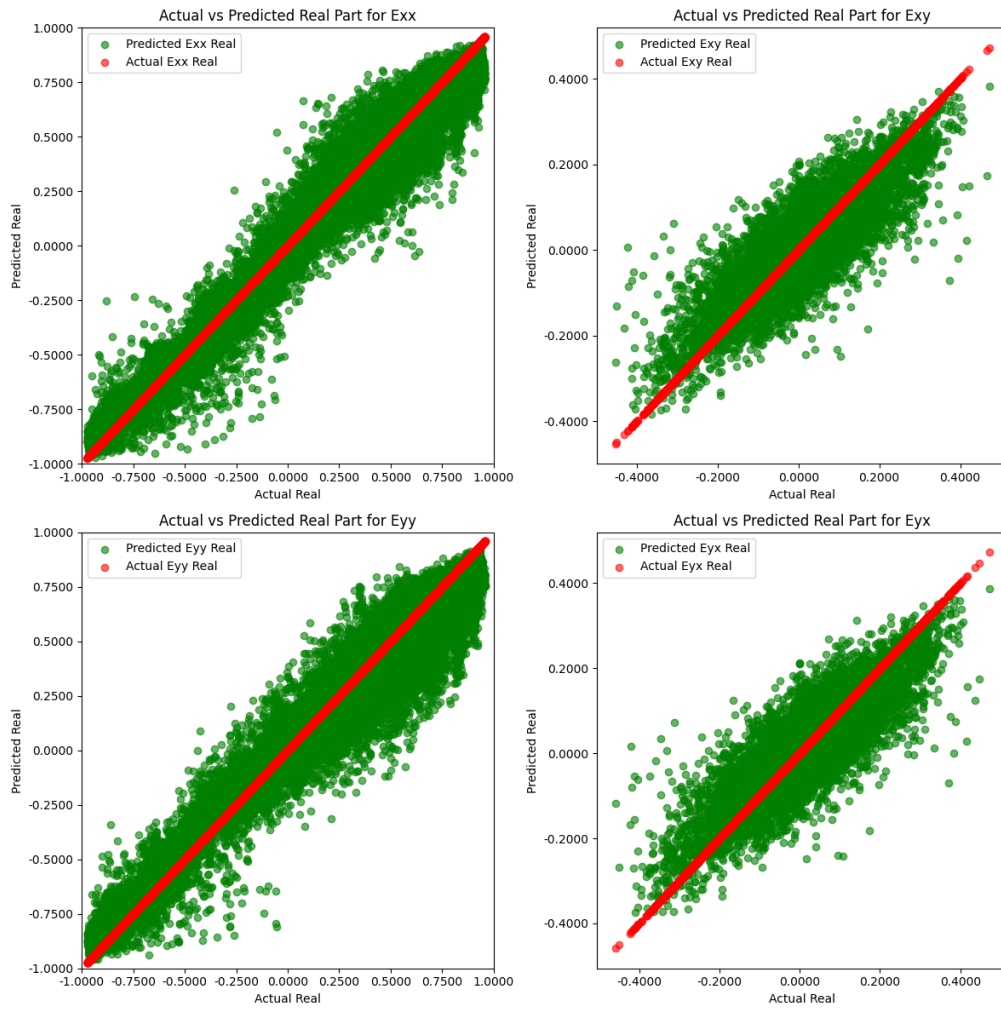 Actual vs Predicted Real Part for Exx
Predicted Exx Real
Actual Exx Real
1.0000
0.7500
0.5000
0.2500
0.0000
-0.2500
-0.5000
-0.7500
-1.0000
Predicted Real
-1.0000 -0.7500 -0.5000 -0.2500 0.0000 0.2500 0.5000 0.7500 1.0000
Actual Real
Actual vs Predicted Real Part for Exy
Predicted Exy Real
Actual Exy Real
0.4000
0.2000
0.0000
-0.2000
-0.4000
Predicted Real
-0.4000 -0.2000 0.0000 0.2000 0.4000
Actual Real
Actual vs Predicted Real Part for Eyy
Predicted Eyy Real
Actual Eyy Real
1.0000
0.7500
0.5000
0.2500
0.0000
-0.2500
-0.5000
-0.7500
-1.0000
Predicted Real
-1.0000 -0.7500 -0.5000 -0.2500 0.0000 0.2500 0.5000 0.7500 1.0000
Actual Real
Actual vs Predicted Real Part for Eyx
Predicted Eyx Real
Actual Eyx Real
0.4000
0.2000
0.0000
-0.2000
-0.4000
Predicted Real
-0.4000 -0.2000 0.0000 0.2000 0.4000
Actual Real